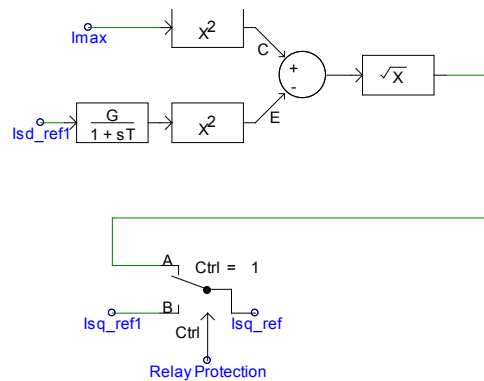 Imax
X²
C
+
-
√X
Isd_ref1
G
1 + sT
X²
E
A
Ctrl = 1
B
Isq_ref1
Ctrl
Isq_ref
Relay Protection